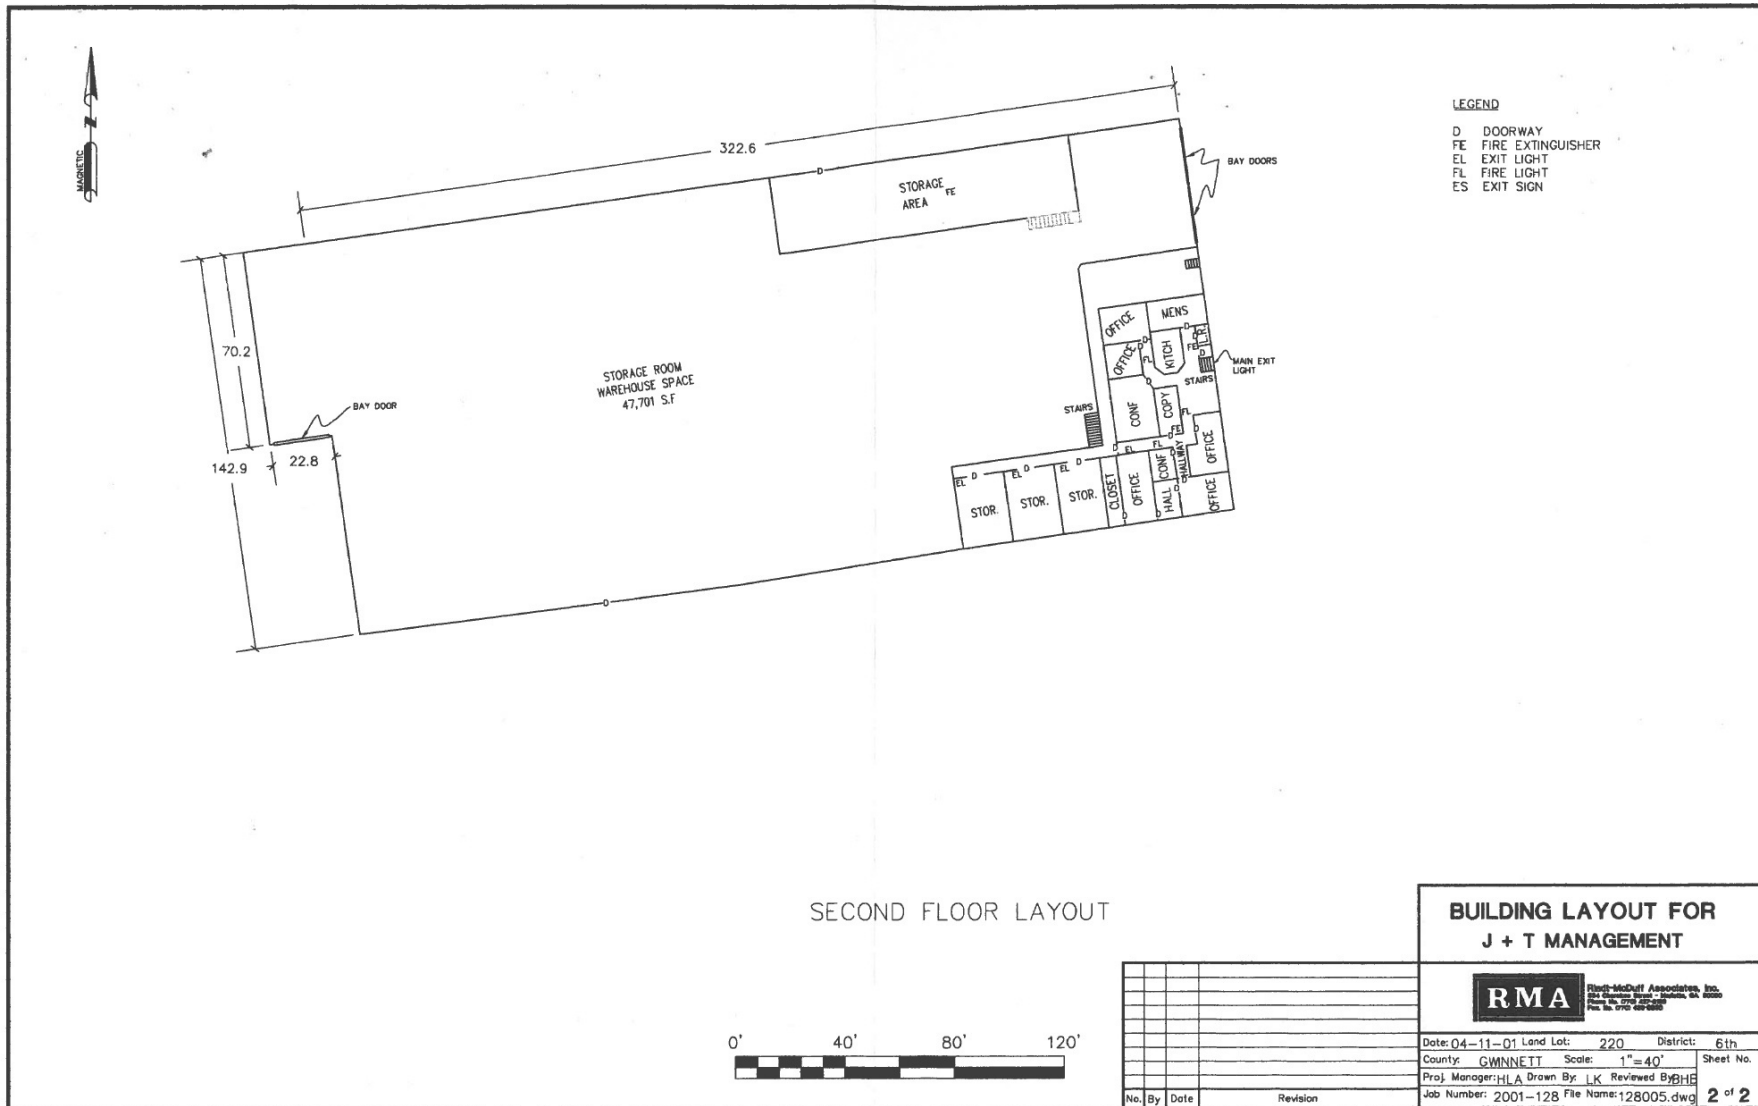 MAGNETIC
N
322.6
LEGEND
D DOORWAY
FE FIRE EXTINGUISHER
EL EXIT LIGHT
FL FIRE LIGHT
ES EXIT SIGN
BAY DOORS
D
STORAGE
AREA FE
70.2
STORAGE ROOM
WAREHOUSE SPACE
47,701 S.F
BAY DOOR
142.9
22.8
OFFICE
MENS
D
D
L.R.
FE
D
OFFICE
D
D
FL
KITCH
MAIN EXIT
LIGHT
STAIRS
D
CONF
COPY
STAIRS
FL
D
FE
D
FL
D
EL
HALLWAY
OFFICE
CONF
D
EL
D
EL
D
EL
D
STOR.
STOR.
STOR.
CLOSET
OFFICE
HALL
D
D
OFFICE
D
D
D
SECOND FLOOR LAYOUT
0' 40' 80' 120'
BUILDING LAYOUT FOR
J + T MANAGEMENT
RMA
Riedt-McDuff Associates, Inc.
Date: 04-11-01 Land Lot: 220 District: 6th
County: GWINNETT Scale: 1"=40' Sheet No.
Proj. Manager: HLA Drawn By: LK Reviewed By BHB
Job Number: 2001-128 File Name: 128005.dwg 2 of 2
No. By Date Revision